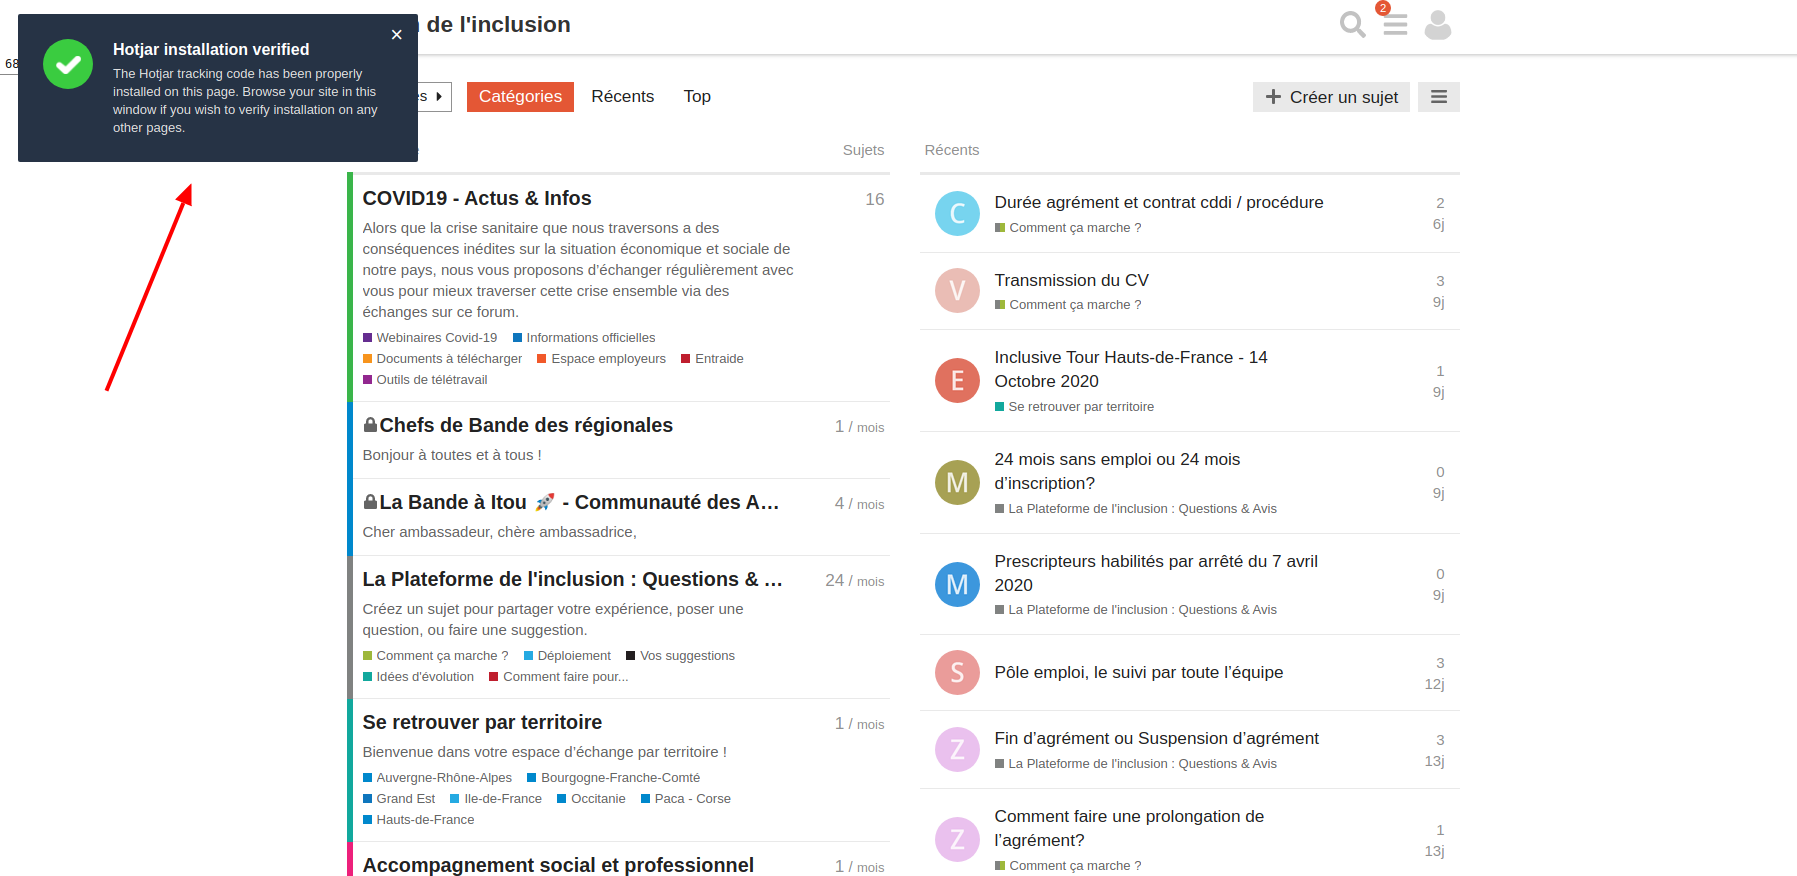 de l'inclusion
2
68
Hotjar installation verified
×
The Hotjar tracking code has been properly
installed on this page. Browse your site in this
window if you wish to verify installation on any
other pages.
es
Catégories
Récents
Top
Créer un sujet
Sujets
Récents
COVID19 - Actus & Infos
16
Alors que la crise sanitaire que nous traversons a des
conséquences inédites sur la situation économique et sociale de
notre pays, nous vous proposons d’échanger régulièrement avec
vous pour mieux traverser cette crise ensemble via des
échanges sur ce forum.
Webinaires Covid-19 Informations officielles
Documents à télécharger Espace employeurs Entraide
Outils de télétravail
Chefs de Bande des régionales
1 / mois
Bonjour à toutes et à tous !
La Bande à Itou 🚀 - Communauté des A…
4 / mois
Cher ambassadeur, chère ambassadrice,
La Plateforme de l'inclusion : Questions & …
24 / mois
Créez un sujet pour partager votre expérience, poser une
question, ou faire une suggestion.
Comment ça marche ? Déploiement Vos suggestions
Idées d'évolution Comment faire pour...
Se retrouver par territoire
1 / mois
Bienvenue dans votre espace d’échange par territoire !
Auvergne-Rhône-Alpes Bourgogne-Franche-Comté
Grand Est Ile-de-France Occitanie Paca - Corse
Hauts-de-France
Accompagnement social et professionnel
1 / mois
C
Durée agrément et contrat cddi / procédure
2
Comment ça marche ?
6j
V
Transmission du CV
3
Comment ça marche ?
9j
E
Inclusive Tour Hauts-de-France - 14
Octobre 2020
1
Se retrouver par territoire
9j
M
24 mois sans emploi ou 24 mois
d’inscription?
0
La Plateforme de l'inclusion : Questions & Avis
9j
M
Prescripteurs habilités par arrêté du 7 avril
2020
0
La Plateforme de l'inclusion : Questions & Avis
9j
S
Pôle emploi, le suivi par toute l’équipe
3
12j
Z
Fin d’agrément ou Suspension d’agrément
3
La Plateforme de l'inclusion : Questions & Avis
13j
Z
Comment faire une prolongation de
l’agrément?
1
Comment ça marche ?
13j